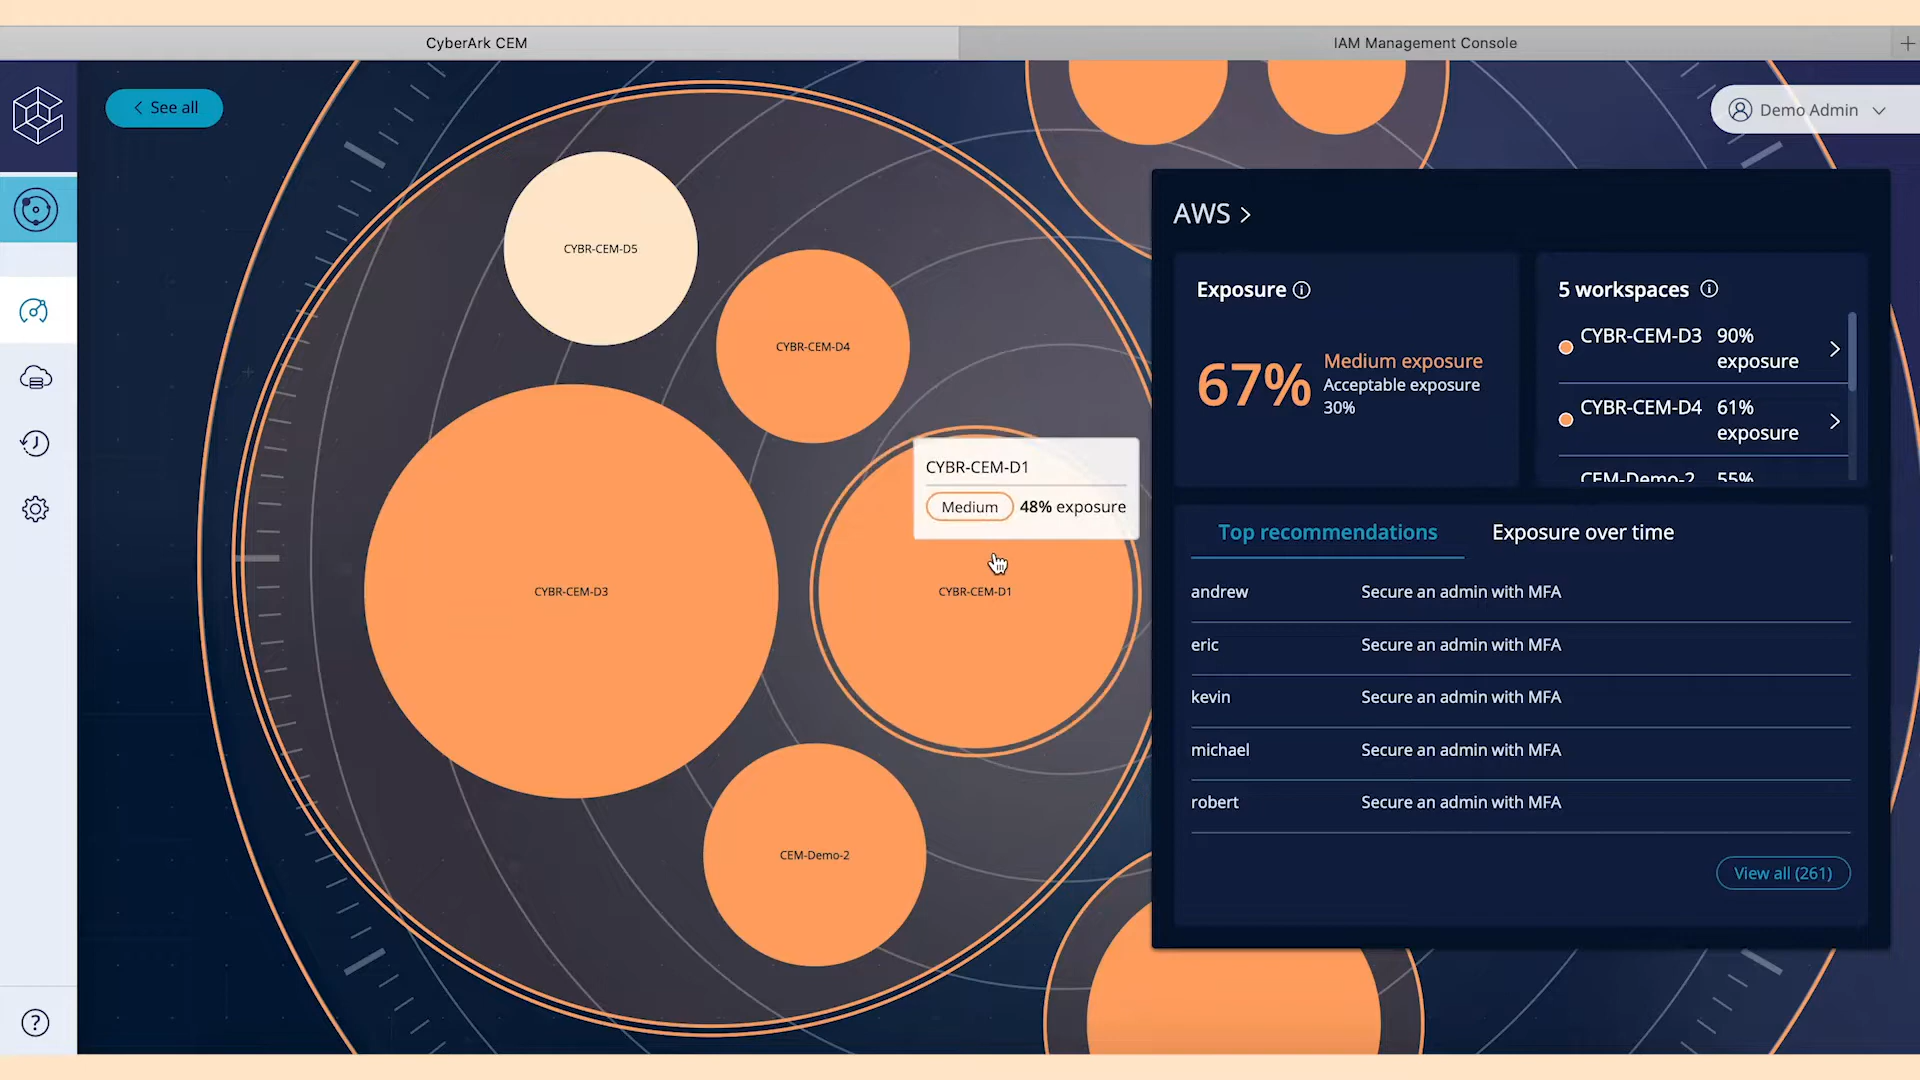 CyberArk CEM
IAM Management Console
See all
Demo Admin
CYBR-CEM-D5
CYBR-CEM-D4
CYBR-CEM-D1
Medium 48% exposure
CYBR-CEM-D3
CYBR-CEM-D1
CEM-Demo-2
AWS
Exposure
67%
Medium exposure
Acceptable exposure
30%
5 workspaces
CYBR-CEM-D3 90%
exposure
CYBR-CEM-D4 61%
exposure
CEM-Demo-2 55%
Top recommendations Exposure over time
andrew Secure an admin with MFA
eric Secure an admin with MFA
kevin Secure an admin with MFA
michael Secure an admin with MFA
robert Secure an admin with MFA
View all (261)